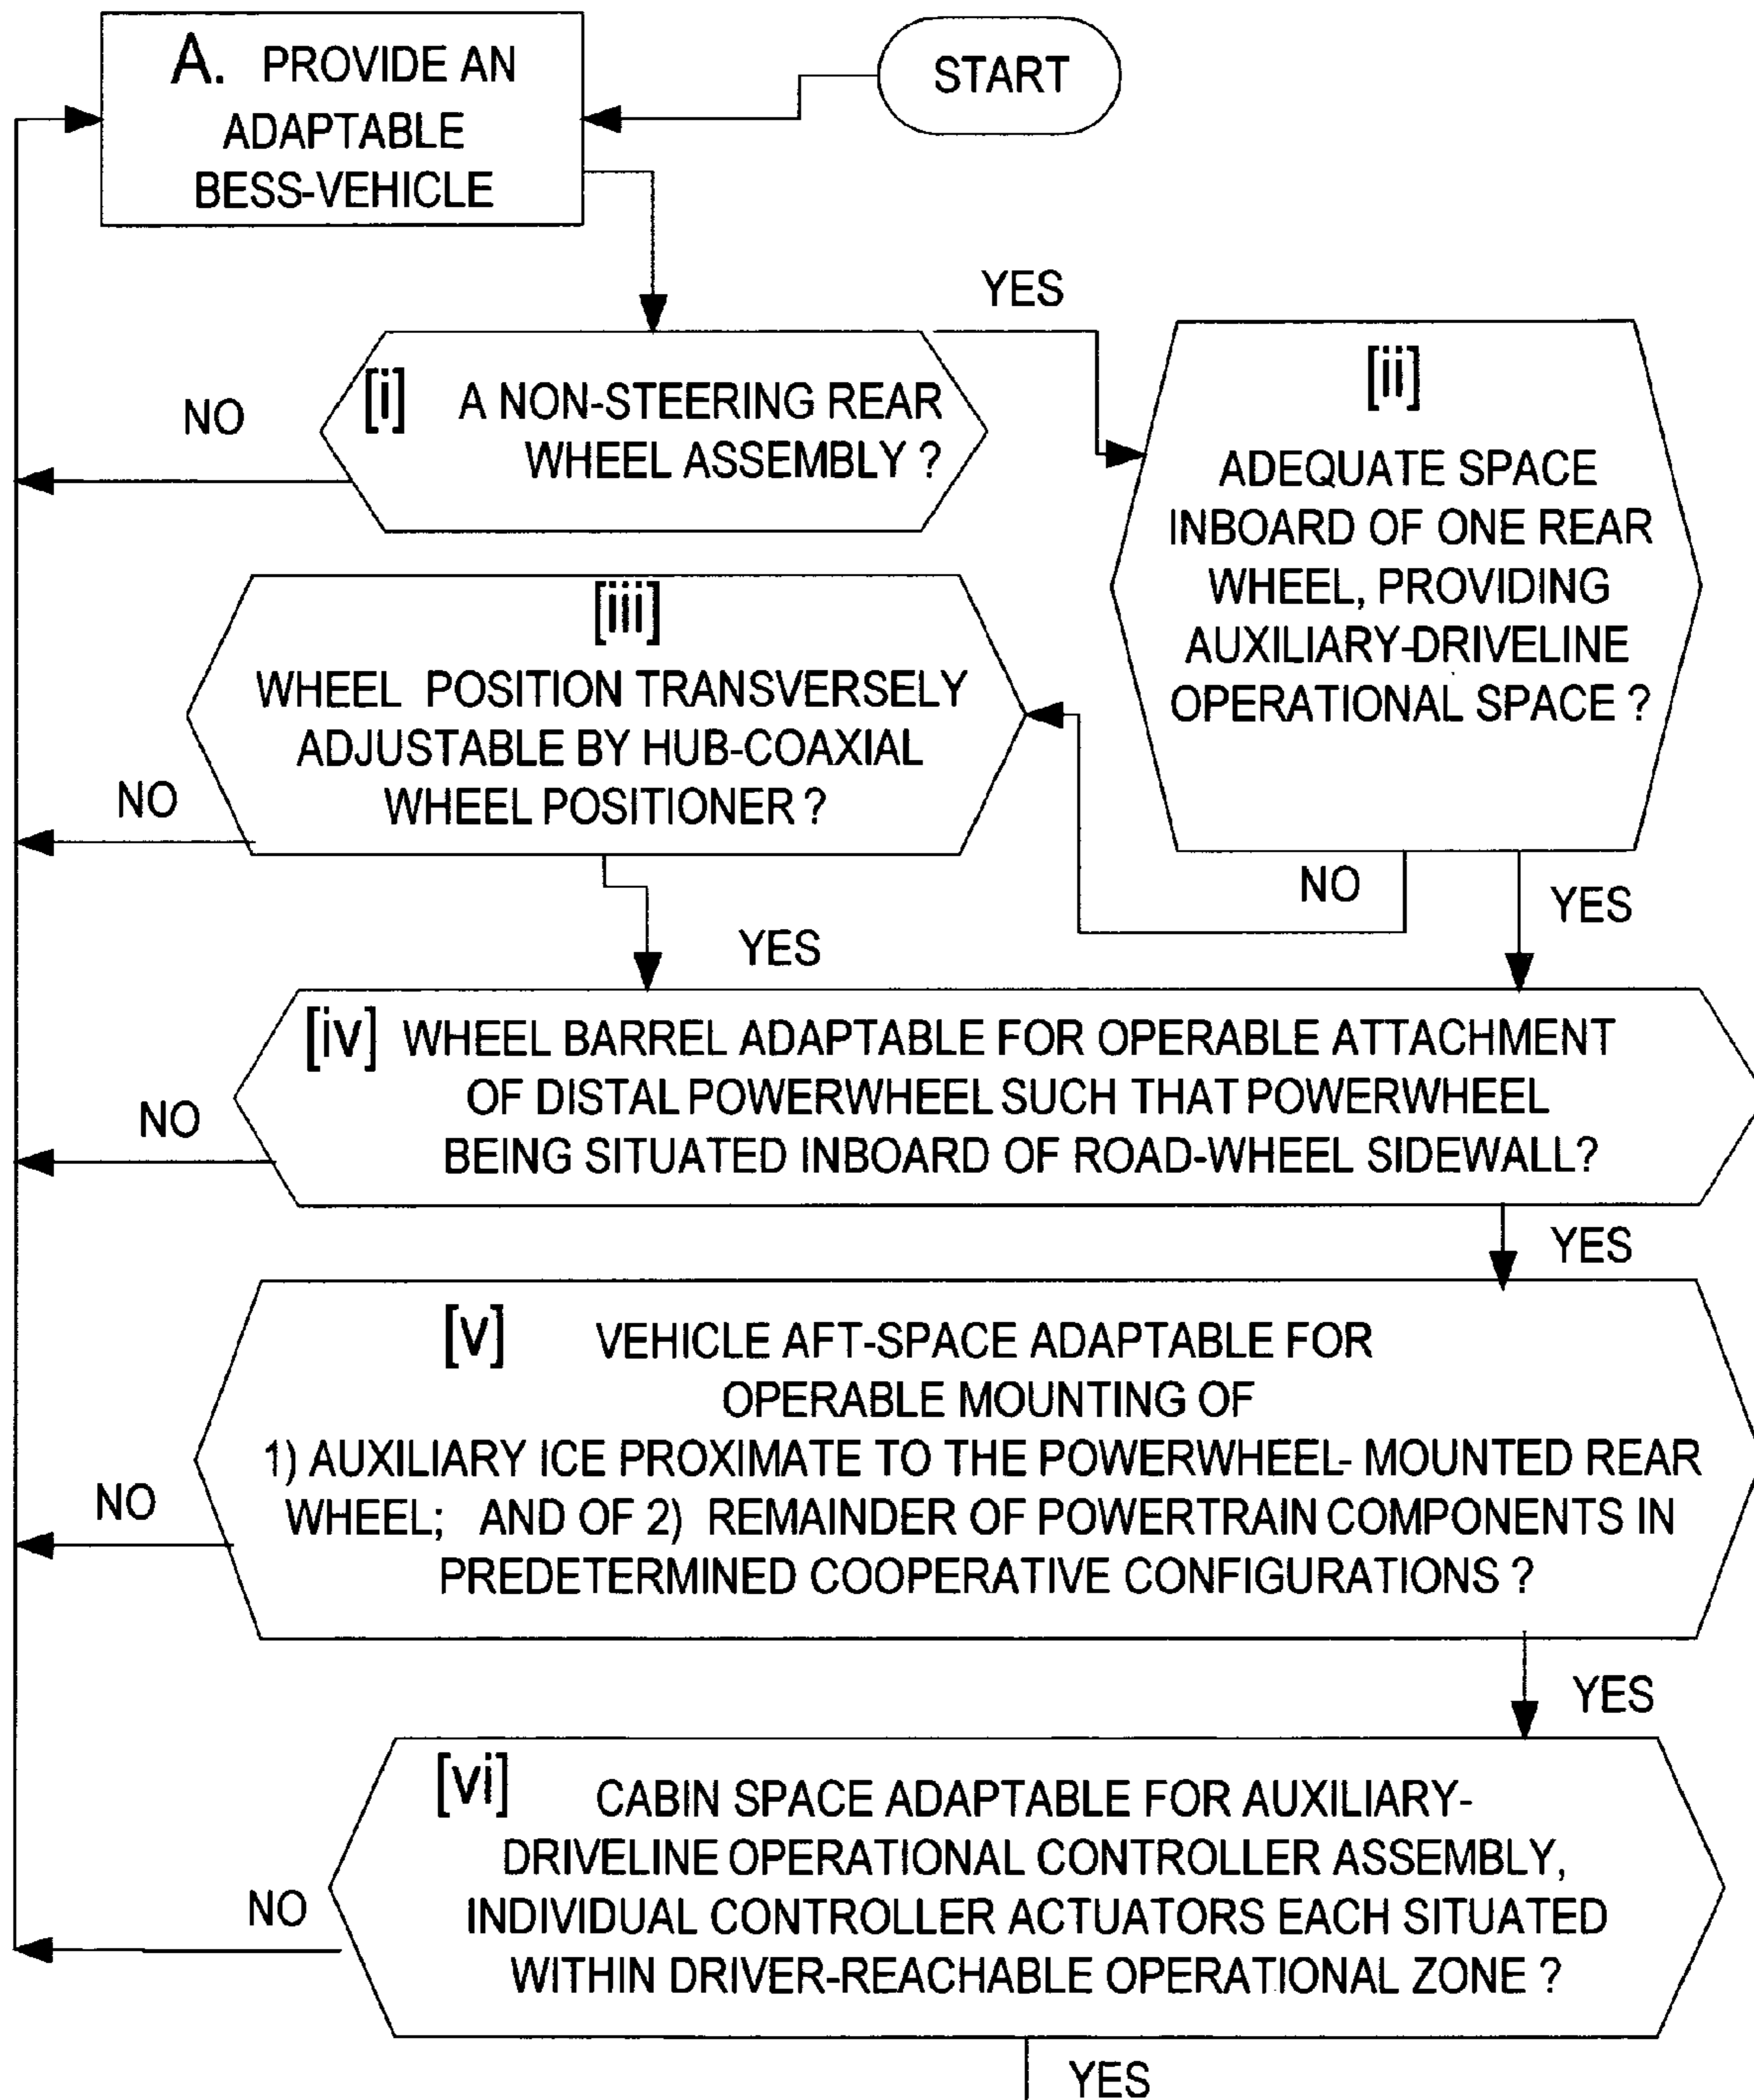 A. PROVIDE AN
ADAPTABLE
BESS-VEHICLE
START
YES
[i] A NON-STEERING REAR
WHEEL ASSEMBLY ?
NO
[ii]
ADEQUATE SPACE
INBOARD OF ONE REAR
WHEEL, PROVIDING
AUXILIARY-DRIVELINE
OPERATIONAL SPACE ?
[iii]
WHEEL POSITION TRANSVERSELY
ADJUSTABLE BY HUB-COAXIAL
WHEEL POSITIONER ?
NO
NO
YES
YES
[iv] WHEEL BARREL ADAPTABLE FOR OPERABLE ATTACHMENT
OF DISTAL POWERWHEEL SUCH THAT POWERWHEEL
BEING SITUATED INBOARD OF ROAD-WHEEL SIDEWALL?
NO
YES
[v] VEHICLE AFT-SPACE ADAPTABLE FOR
OPERABLE MOUNTING OF
1) AUXILIARY ICE PROXIMATE TO THE POWERWHEEL- MOUNTED REAR
WHEEL; AND OF 2) REMAINDER OF POWERTRAIN COMPONENTS IN
PREDETERMINED COOPERATIVE CONFIGURATIONS ?
NO
YES
[vi] CABIN SPACE ADAPTABLE FOR AUXILIARY-
DRIVELINE OPERATIONAL CONTROLLER ASSEMBLY,
INDIVIDUAL CONTROLLER ACTUATORS EACH SITUATED
WITHIN DRIVER-REACHABLE OPERATIONAL ZONE ?
NO
YES